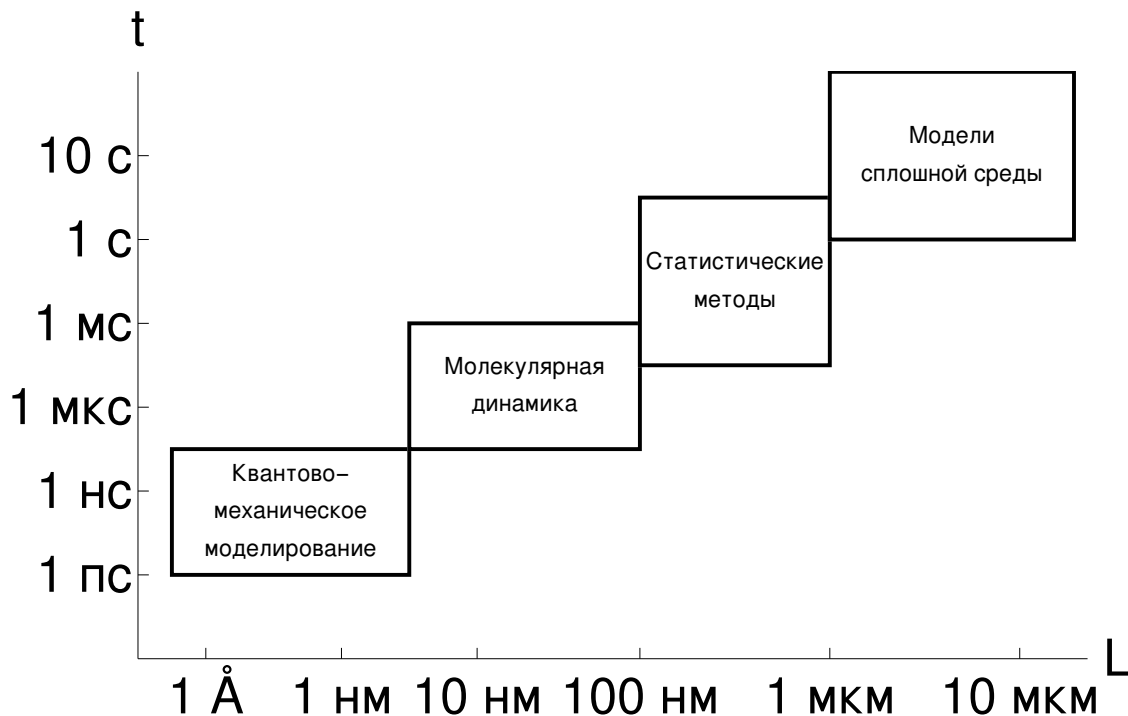 t
10 с
1 с
1 мс
1 мкс
1 нс
1 пс
Модели
сплошной среды
Статистические
методы
Молекулярная
динамика
Квантово–
механическое
моделирование
1 Å 1 нм 10 нм 100 нм 1 мкм 10 мкм
L